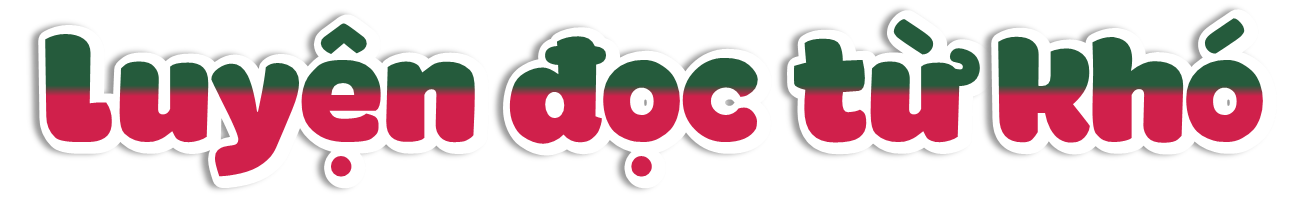 Luyện đọc từ khó